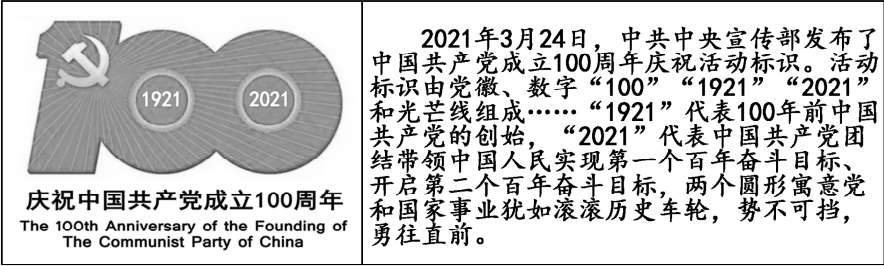 100
1921
2021
庆祝中国共产党成立100周年
The 100th Anniversary of the Founding of
The Communist Party of China
2021年3月24日，中共中央宣传部发布了
中国共产党成立100周年庆祝活动标识。活动
标识由党徽、数字“100”“1921”“2021”
和光芒线组成……“1921”代表100年前中国
共产党的创始，“2021”代表中国共产党团
结带领中国人民实现第一个百年奋斗目标、
开启第二个百年奋斗目标，两个圆形寓意党
和国家事业犹如滚滚历史车轮，势不可挡，
勇往直前。